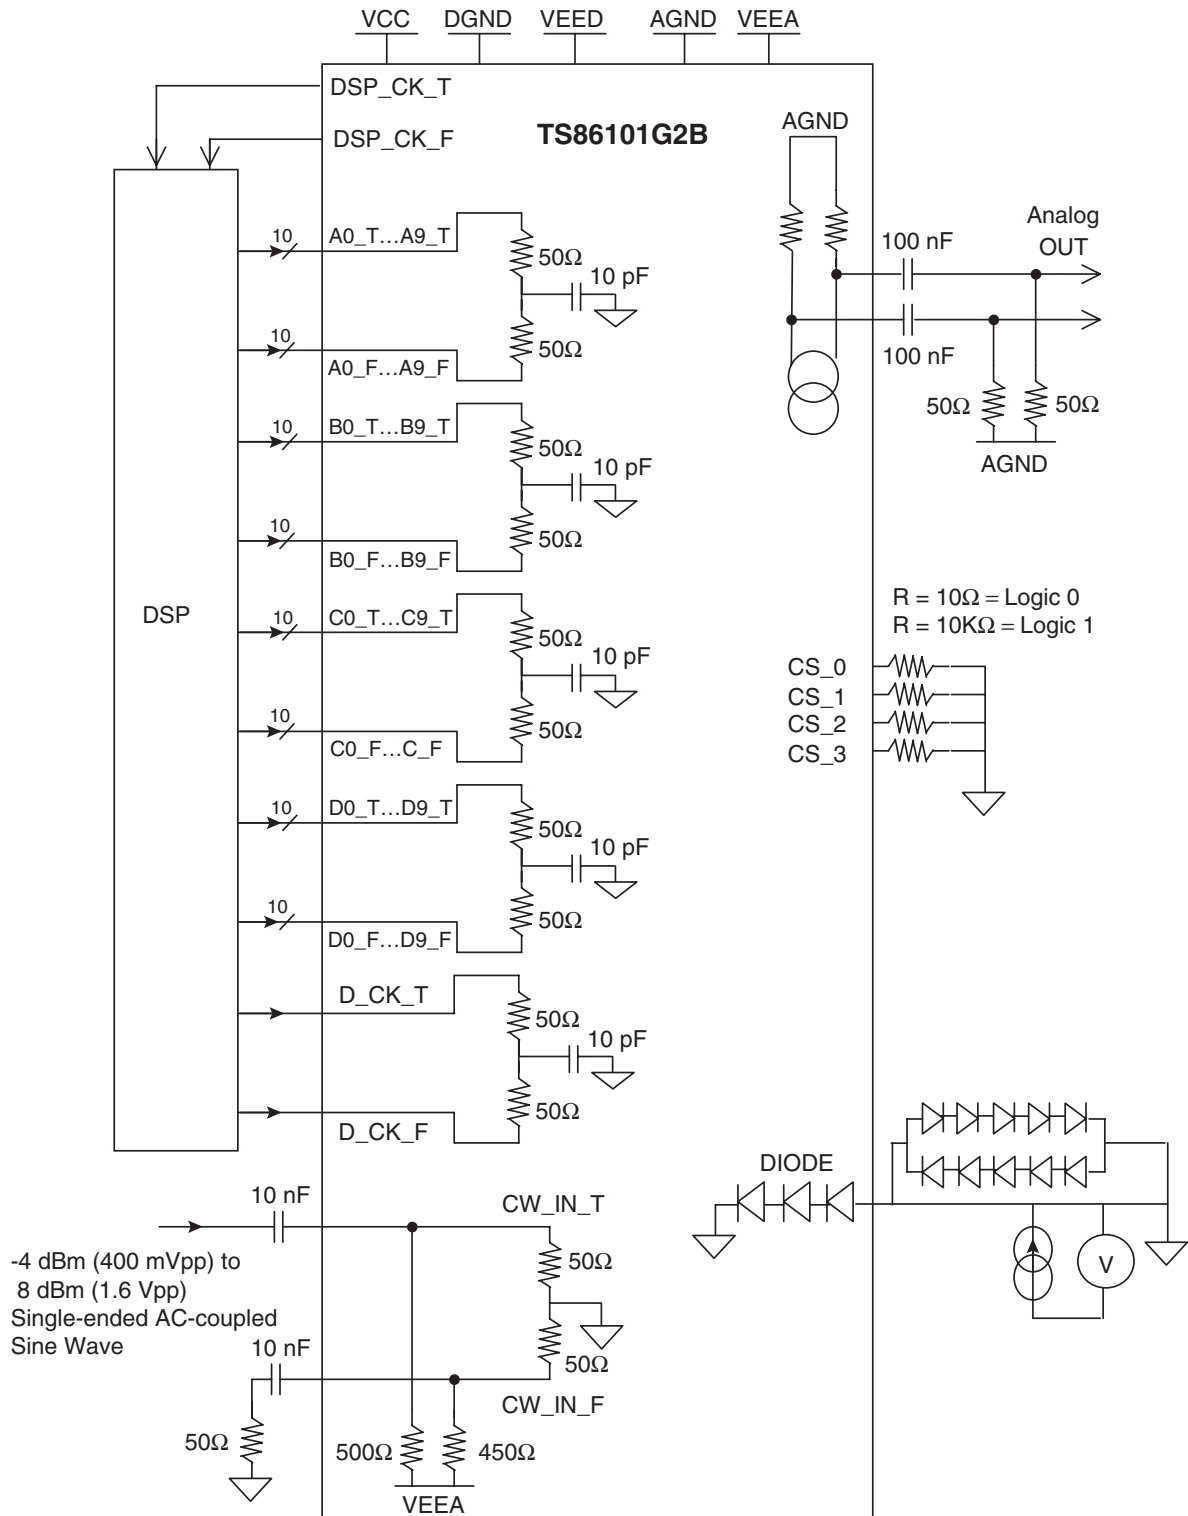 VCC DGND VEED AGND VEEA
DSP_CK_T
DSP_CK_F
TS86101G2B
AGND
Analog
OUT
100 nF
100 nF
50Ω
50Ω
AGND
10
A0_T...A9_T
50Ω
10 pF
10
50Ω
A0_F...A9_F
10
B0_T...B9_T
50Ω
10 pF
10
50Ω
B0_F...B9_F
DSP
10
C0_T...C9_T
50Ω
10 pF
10
50Ω
C0_F...C_F
R = 10Ω = Logic 0
R = 10KΩ = Logic 1
CS_0
CS_1
CS_2
CS_3
10
D0_T...D9_T
50Ω
10 pF
10
50Ω
D0_F...D9_F
D_CK_T
50Ω
10 pF
50Ω
D_CK_F
DIODE
V
10 nF
CW_IN_T
50Ω
-4 dBm (400 mVpp) to
8 dBm (1.6 Vpp)
Single-ended AC-coupled
Sine Wave
10 nF
50Ω
CW_IN_F
50Ω
500Ω
450Ω
VEEA